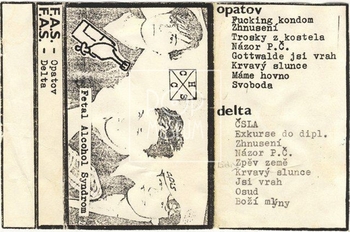 F.A.S. - Opatov
F.A.S. - Delta
Fetal Alcohol Syndrom
opatov
Fucking kondom
Zhnusení
Trosky z kostela
Názor P.Č.
Gottwalde jsi vrah
Krvavý slunce
Máme hovno
Svoboda
delta
ČSLA
Exkurse do dipl.
Zhnusení
Názor P.Č.
Zpěv země
Krvavý slunce
Jsi vrah
Osud
Boží mlýny